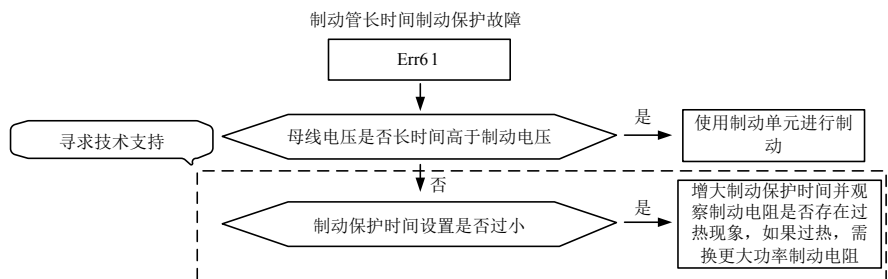 制动管长时间制动保护故障
Err61
母线电压是否长时间高于制动电压
是
使用制动单元进行制
动
寻求技术支持
否
制动保护时间设置是否过小
是
增大制动保护时间并观
察制动电阻是否存在过
热现象，如果过热，需
换更大功率制动电阻